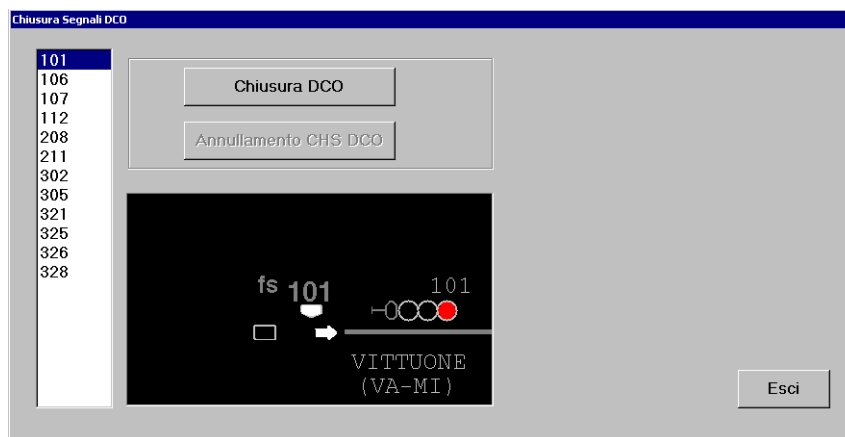 Chiusura Segnali DCO
101
106
107
112
208
211
302
305
321
325
326
328
Chiusura DCO
Annullamento CHS DCO
fs 101
101
VITTUONE
(VA-MI)
Esci